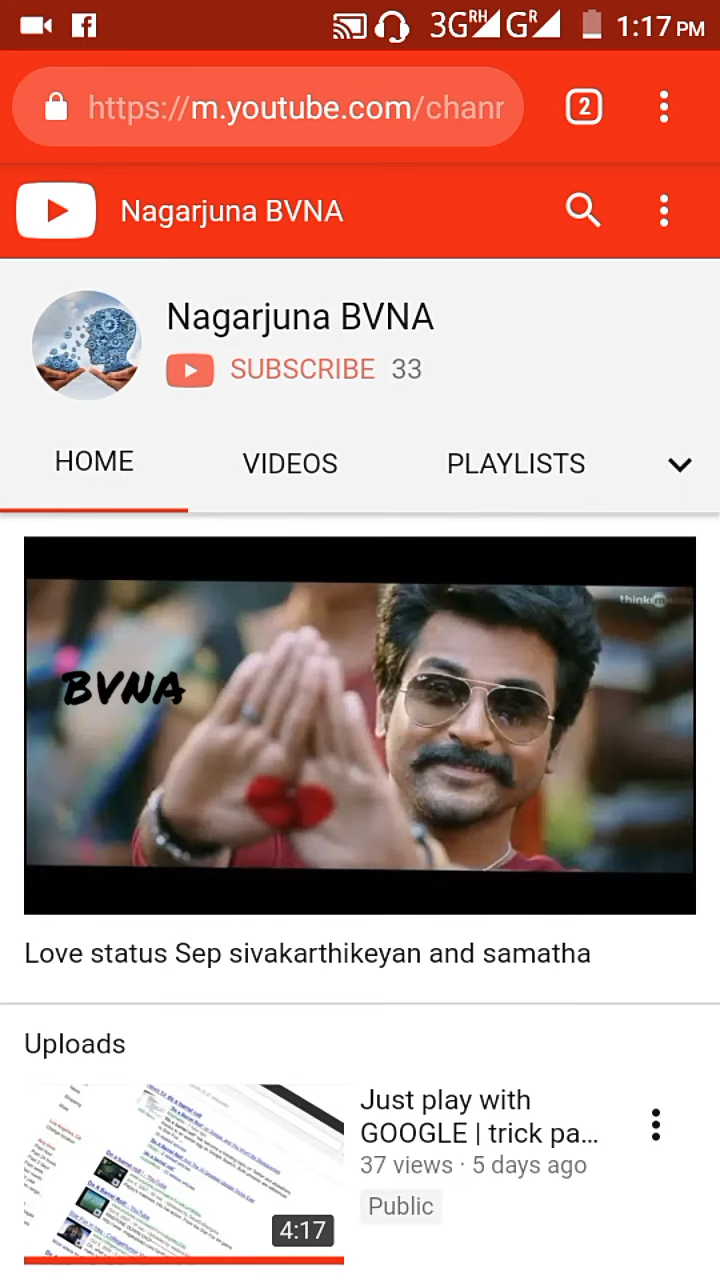 3G RH G R 1:17 PM
https://m.youtube.com/chanr
2
Nagarjuna BVNA
Nagarjuna BVNA
SUBSCRIBE 33
HOME VIDEOS PLAYLISTS
think music
BVNA
Love status Sep sivakarthikeyan and samatha
Uploads
Just play with
GOOGLE | trick pa...
37 views · 5 days ago
Public
4:17